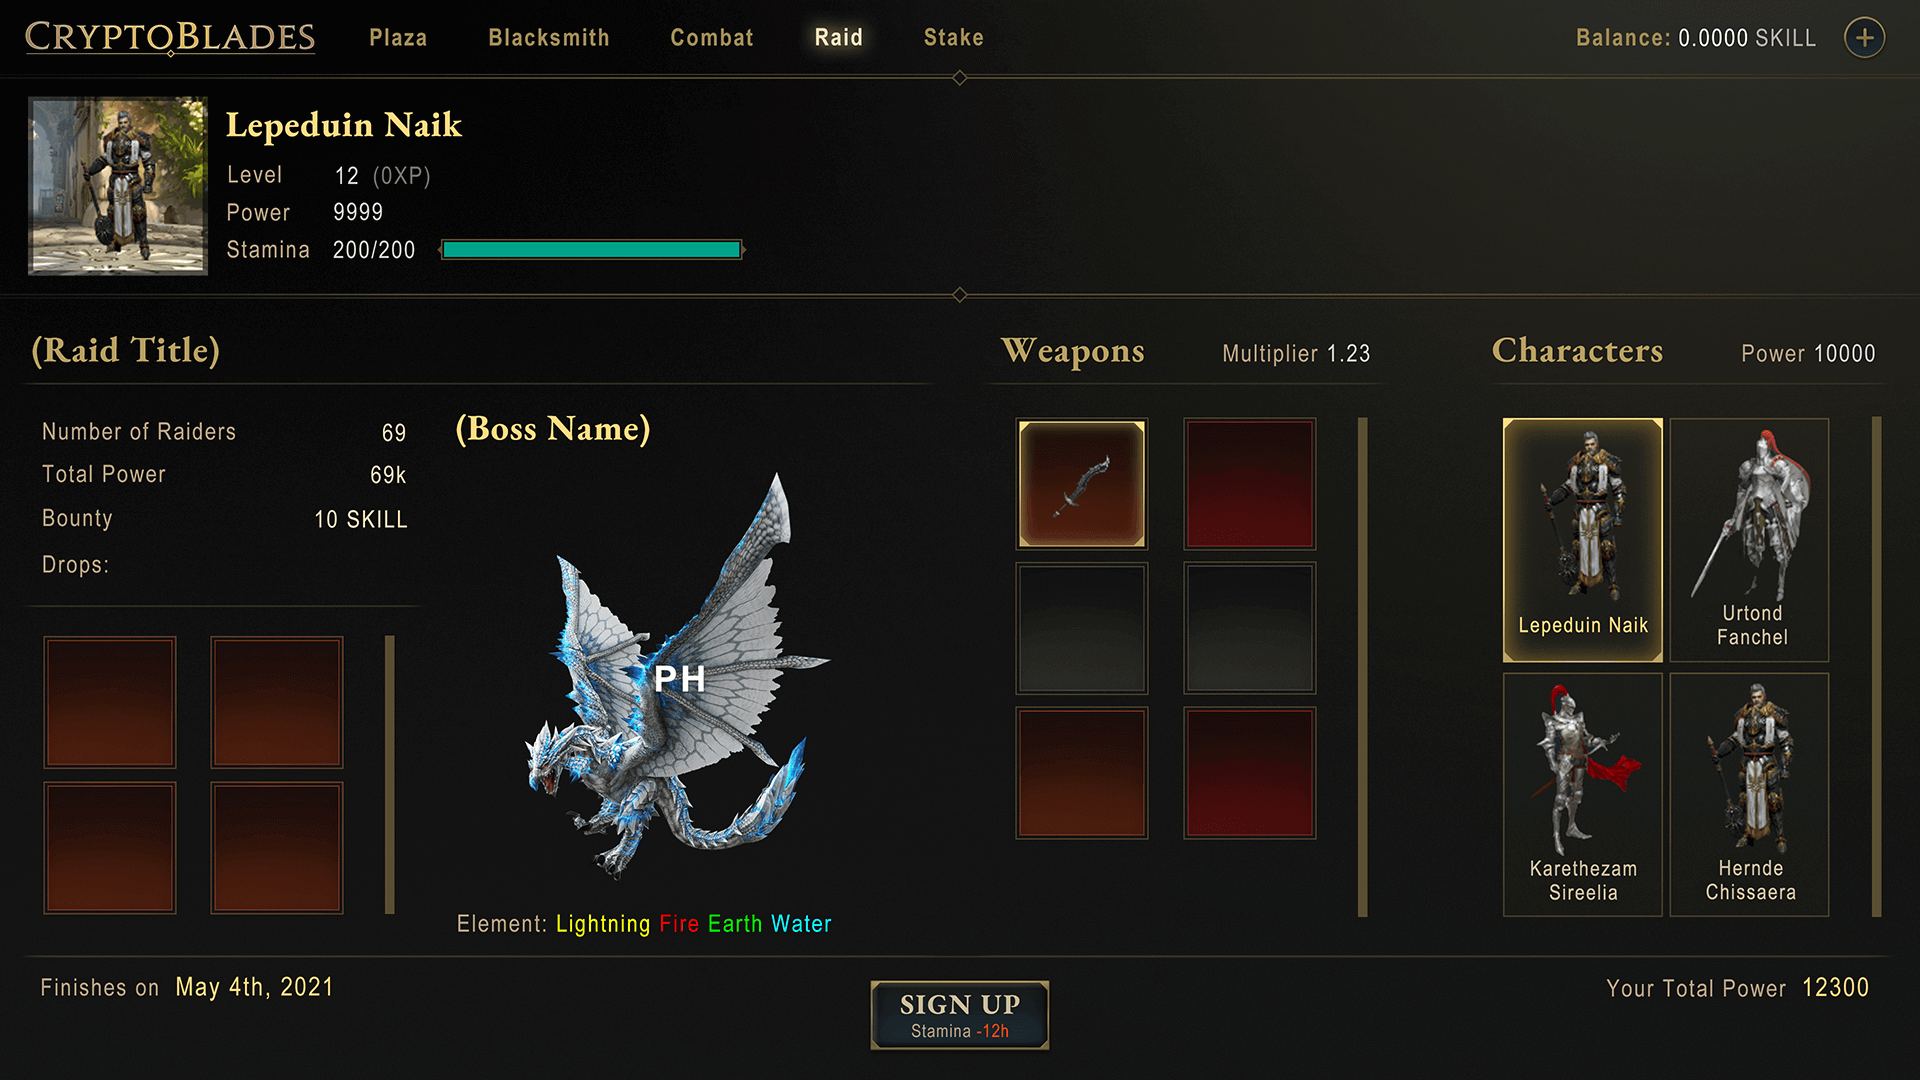 CRYPTOBLADES
Plaza
Blacksmith
Combat
Raid
Stake
Balance: 0.0000 SKILL
Lepeduin Naik
Level 12 (0XP)
Power 9999
Stamina 200/200
(Raid Title)
Number of Raiders 69
Total Power 69k
Bounty 10 SKILL
Drops:
(Boss Name)
PH
Element: Lightning Fire Earth Water
Weapons
Multiplier 1.23
Characters
Power 10000
Lepeduin Naik
Urtond
Fanchel
Karethezam
Sireelia
Hernde
Chissaera
Finishes on May 4th, 2021
SIGN UP
Stamina -12h
Your Total Power 12300